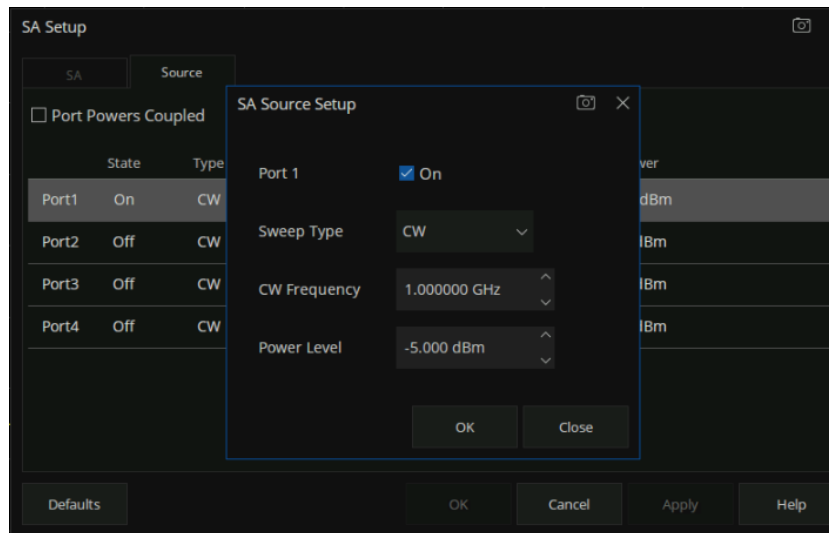 SA Setup
SA Source
Port Powers Coupled
SA Source Setup
State Type
Port 1 On
Port1 On CW dBm
Sweep Type CW
Port2 Off CW
Port3 Off CW
CW Frequency 1.000000 GHz
Port4 Off CW
Power Level -5.000 dBm
OK Close
Defaults OK Cancel Apply Help